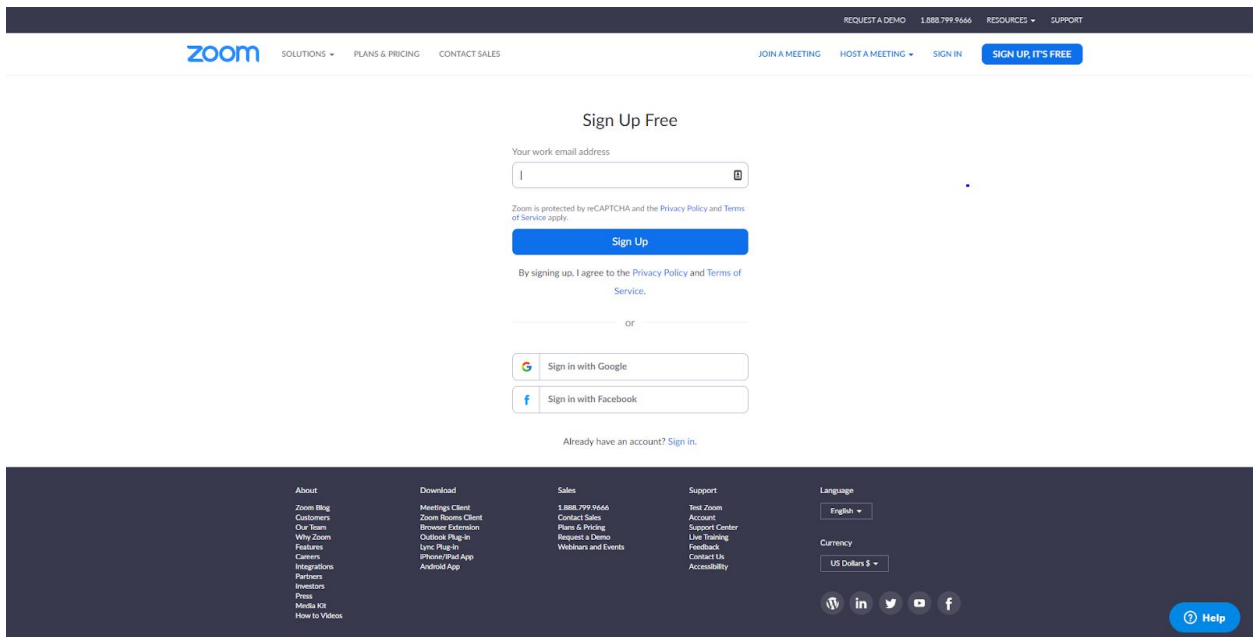 REQUEST A DEMO 1.888.799.9666 RESOURCES SUPPORT
zoom SOLUTIONS PLANS & PRICING CONTACT SALES JOIN A MEETING HOST A MEETING SIGN IN SIGN UP, IT'S FREE
Sign Up Free
Your work email address
Zoom is protected by reCAPTCHA and the Privacy Policy and Terms
of Service apply.
Sign Up
By signing up, I agree to the Privacy Policy and Terms of
Service.
or
Sign in with Google
Sign in with Facebook
Already have an account? Sign in.
About
Zoom Blog
Customers
Our Team
Why Zoom
Features
Careers
Integrations
Partners
Investors
Press
Media Kit
How to Videos
Download
Meetings Client
Zoom Rooms Client
Browser Extension
Outlook Plug-in
Lync Plug-in
iPhone/iPad App
Android App
Sales
1.888.799.9666
Contact Sales
Plans & Pricing
Request a Demo
Webinars and Events
Support
Test Zoom
Account
Support Center
Live Training
Feedback
Contact Us
Accessibility
Language
English
Currency
US Dollars $
Help